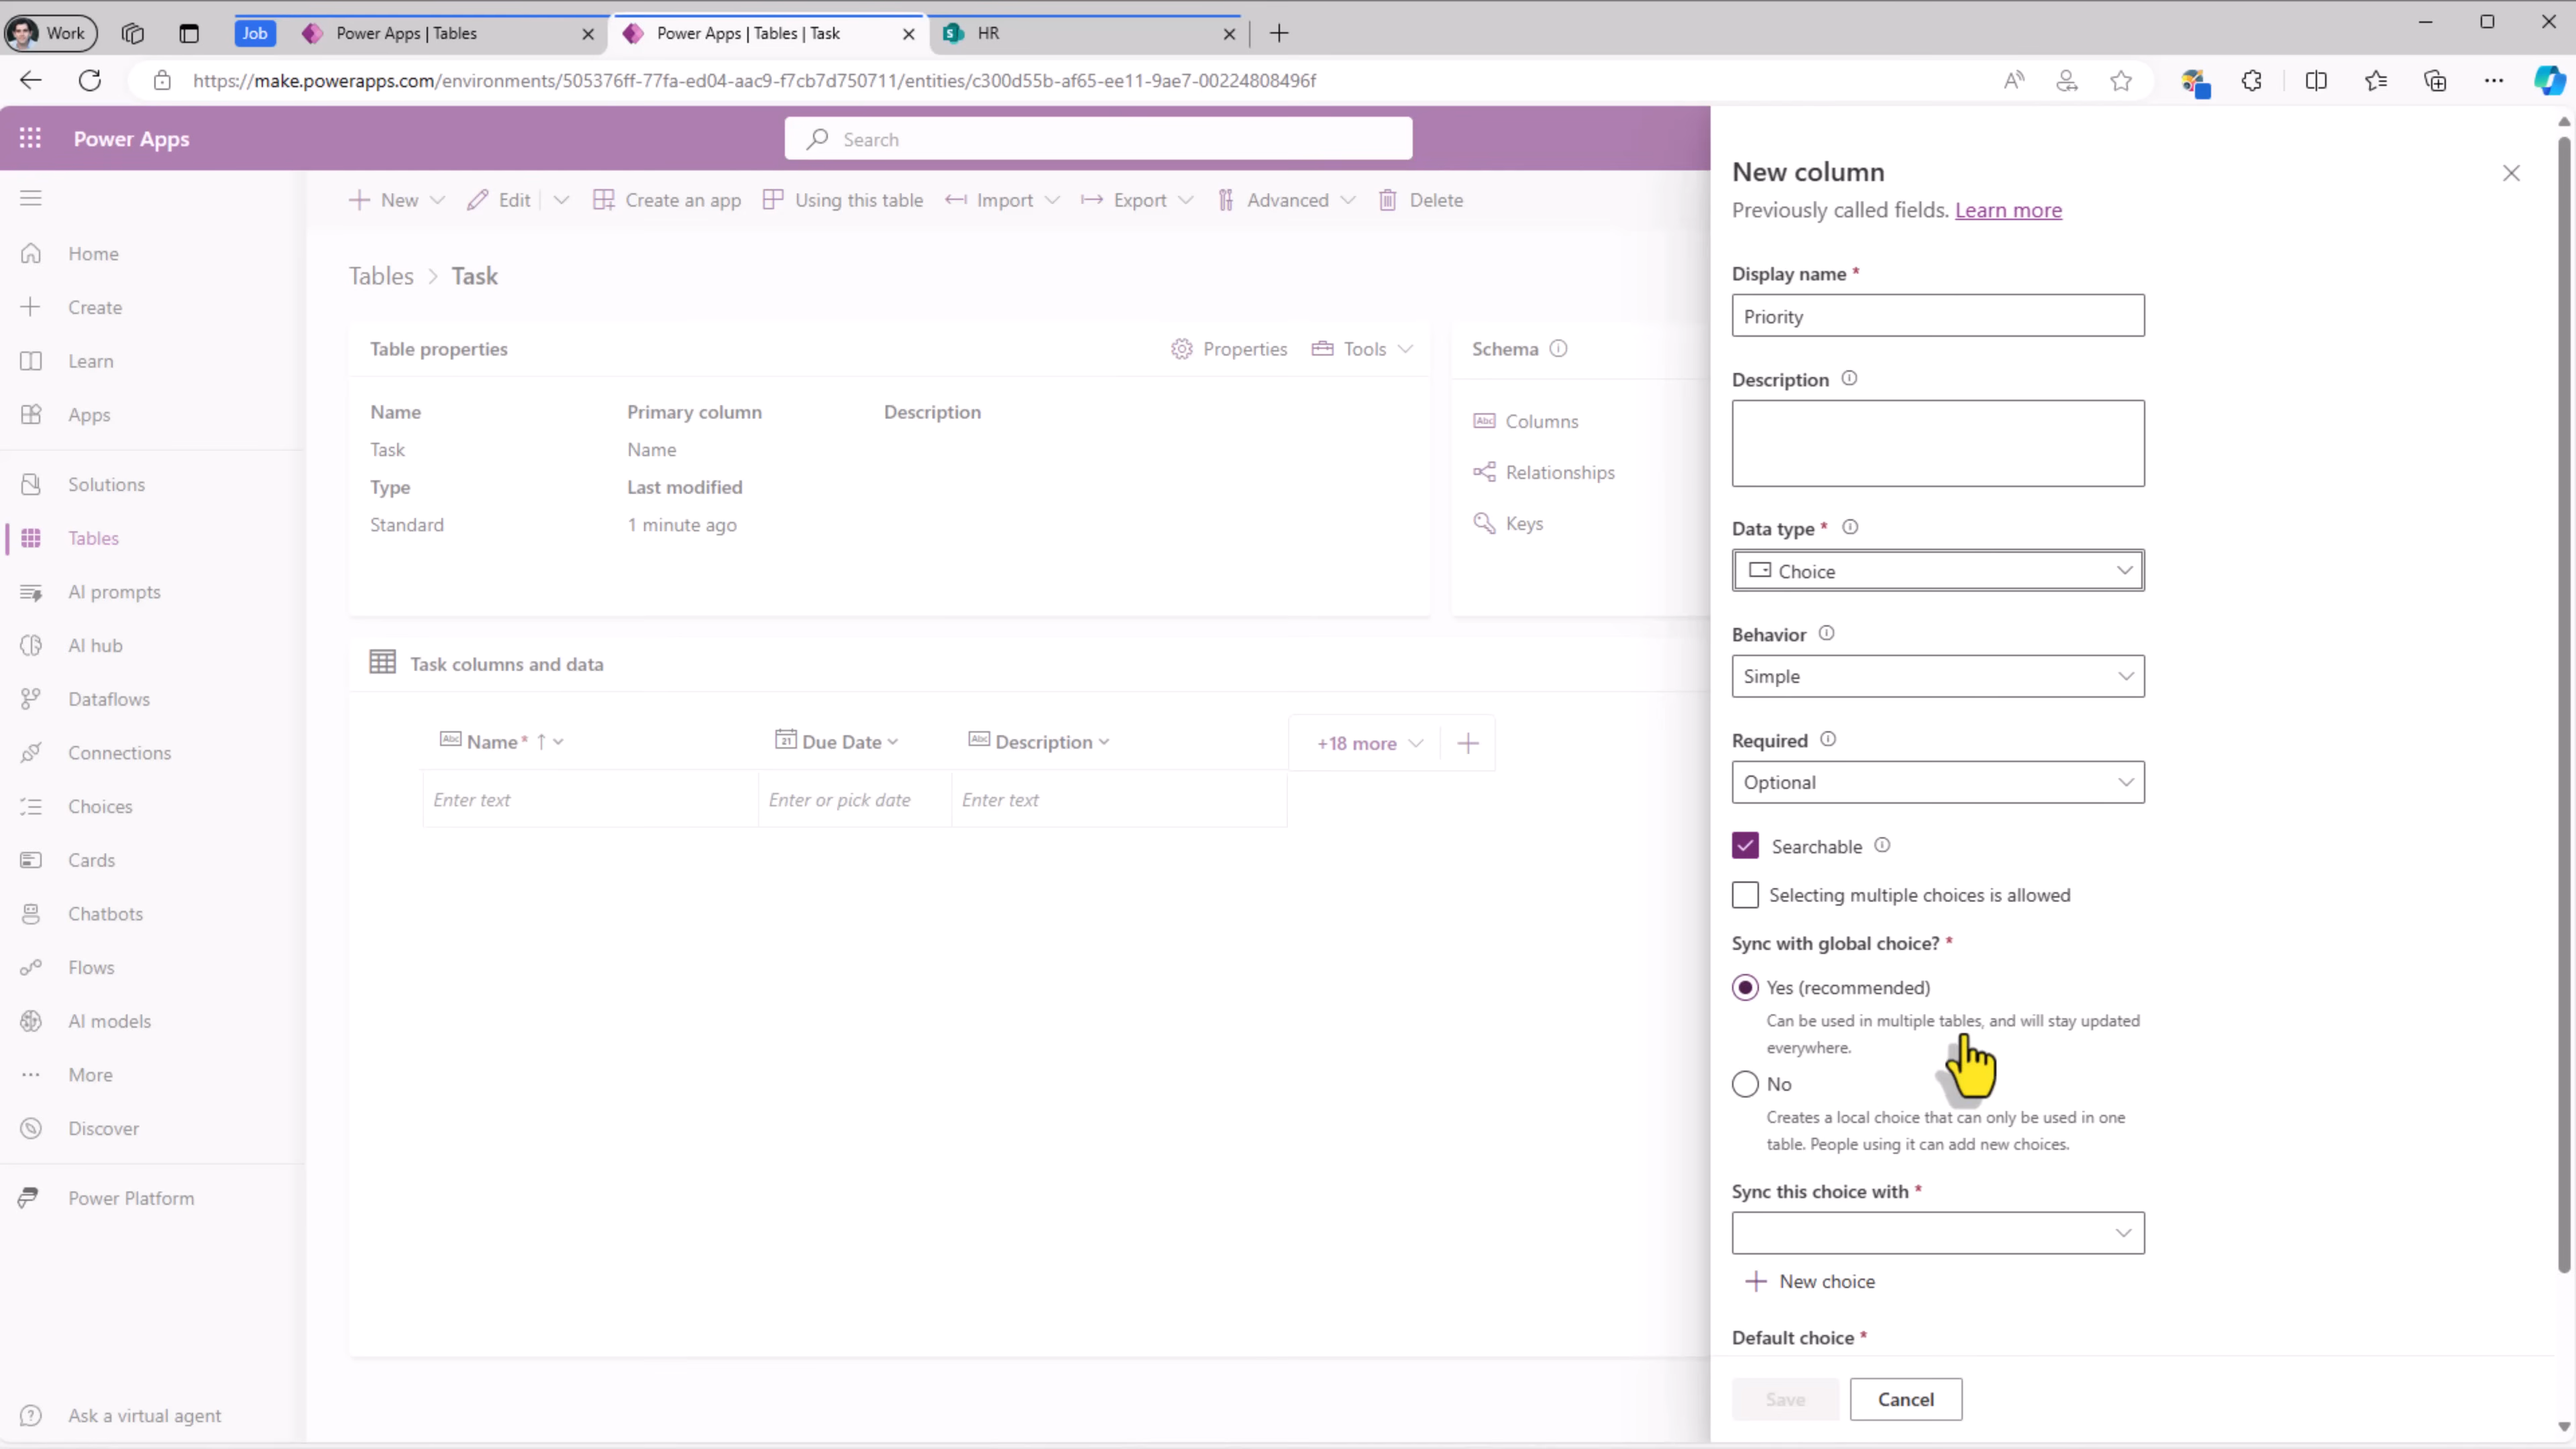 Work
Job
Power Apps | Tables
Power Apps | Tables | Task
HR
https://make.powerapps.com/environments/505376ff-77fa-ed04-aac9-f7cb7d750711/entities/c300d55b-af65-ee11-9ae7-00224808496f
Power Apps
Search
New
Edit
Create an app
Using this table
Import
Export
Advanced
Delete
Home
Create
Learn
Apps
Solutions
Tables
AI prompts
AI hub
Dataflows
Connections
Choices
Cards
Chatbots
Flows
AI models
More
Discover
Power Platform
Ask a virtual agent
Tables > Task
Table properties
Properties
Tools
Name
Primary column
Description
Task
Name
Type
Last modified
Standard
1 minute ago
Schema
Columns
Relationships
Keys
Task columns and data
Name *
Due Date
Description
+18 more
Enter text
Enter or pick date
Enter text
New column
Previously called fields. Learn more
Display name *
Priority
Description
Data type *
Choice
Behavior
Simple
Required
Optional
Searchable
Selecting multiple choices is allowed
Sync with global choice? *
Yes (recommended)
Can be used in multiple tables, and will stay updated
everywhere.
No
Creates a local choice that can only be used in one
table. People using it can add new choices.
Sync this choice with *
New choice
Default choice *
Save
Cancel